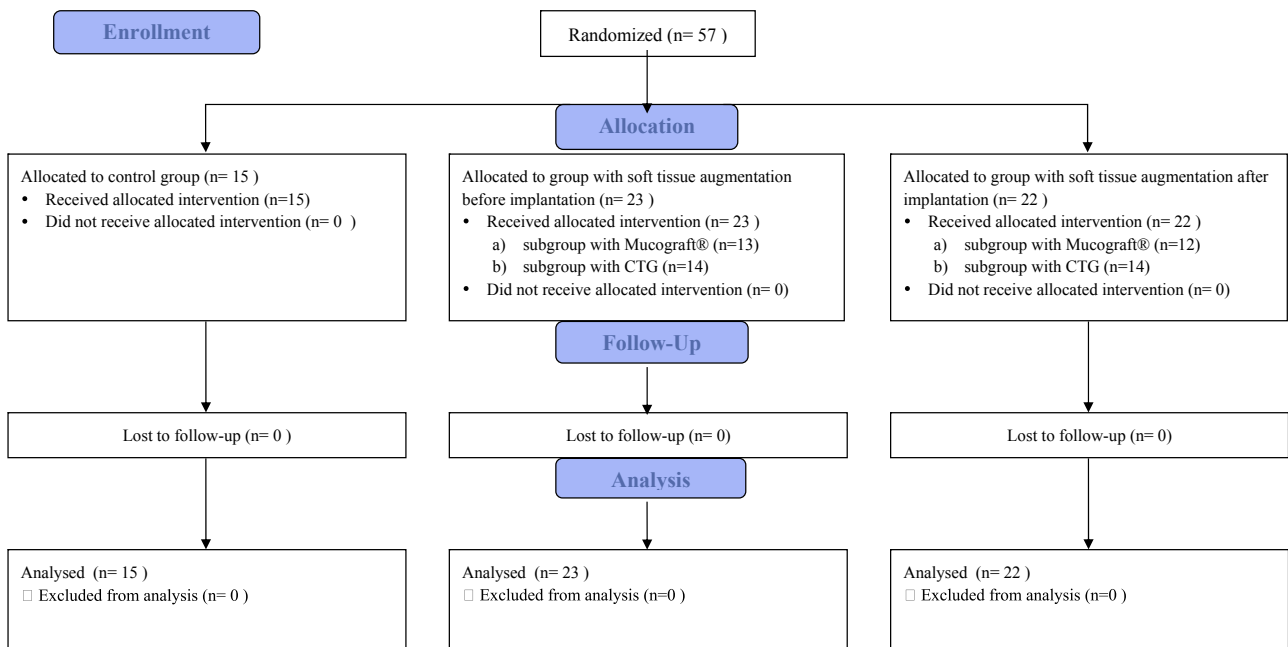 Enrollment
Randomized (n= 57 )
Allocation
Allocated to control group (n= 15 )
• Received allocated intervention (n=15)
• Did not receive allocated intervention (n= 0 )
Allocated to group with soft tissue augmentation
before implantation (n= 23 )
• Received allocated intervention (n= 23 )
a) subgroup with Mucograft® (n=13)
b) subgroup with CTG (n=14)
• Did not receive allocated intervention (n= 0)
Allocated to group with soft tissue augmentation after
implantation (n= 22 )
• Received allocated intervention (n= 22 )
a) subgroup with Mucograft® (n=12)
b) subgroup with CTG (n=14)
• Did not receive allocated intervention (n= 0)
Follow-Up
Lost to follow-up (n= 0 )
Lost to follow-up (n= 0)
Lost to follow-up (n= 0)
Analysis
Analysed (n= 15 )
□ Excluded from analysis (n= 0 )
Analysed (n= 23 )
□ Excluded from analysis (n=0 )
Analysed (n= 22 )
□ Excluded from analysis (n=0 )